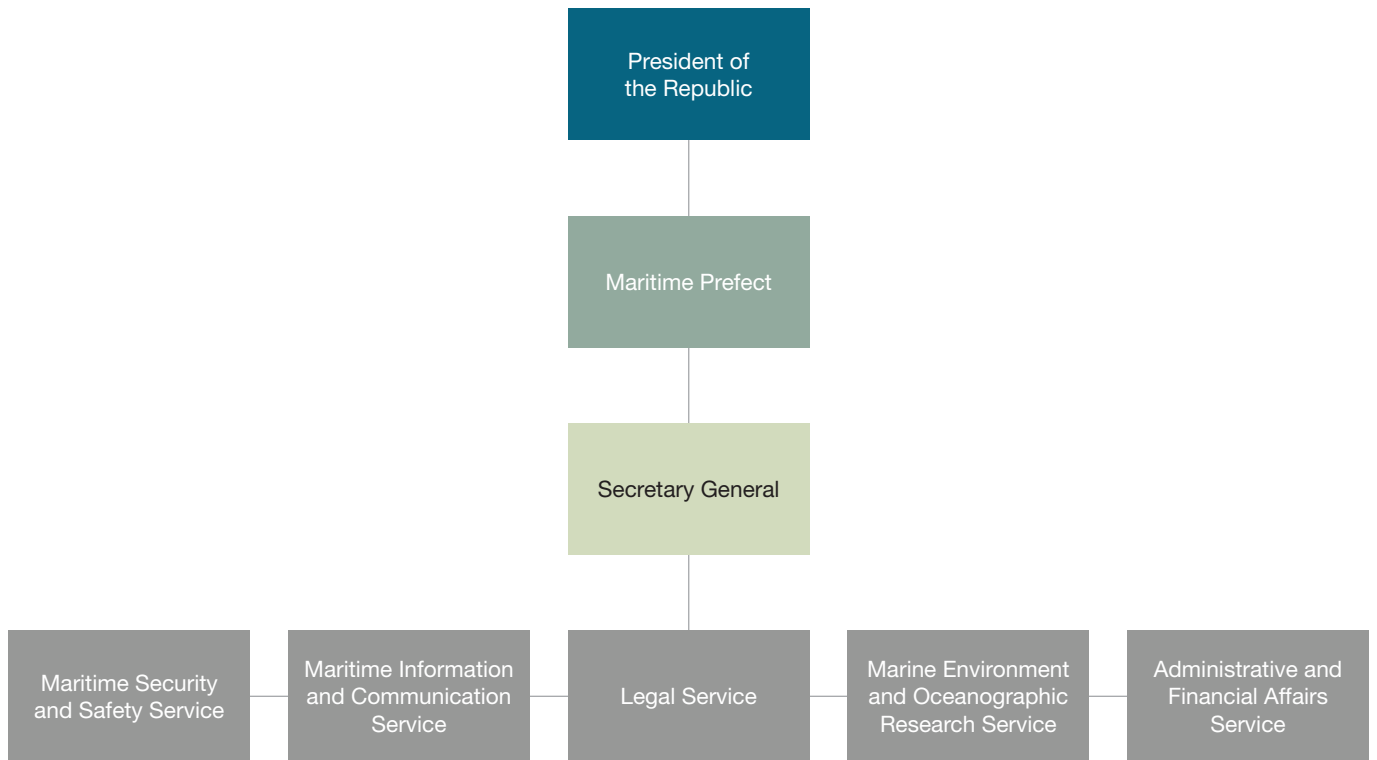 President of
the Republic
Maritime Prefect
Secretary General
Maritime Security
and Safety Service
Maritime Information
and Communication
Service
Legal Service
Marine Environment
and Oceanographic
Research Service
Administrative and
Financial Affairs
Service